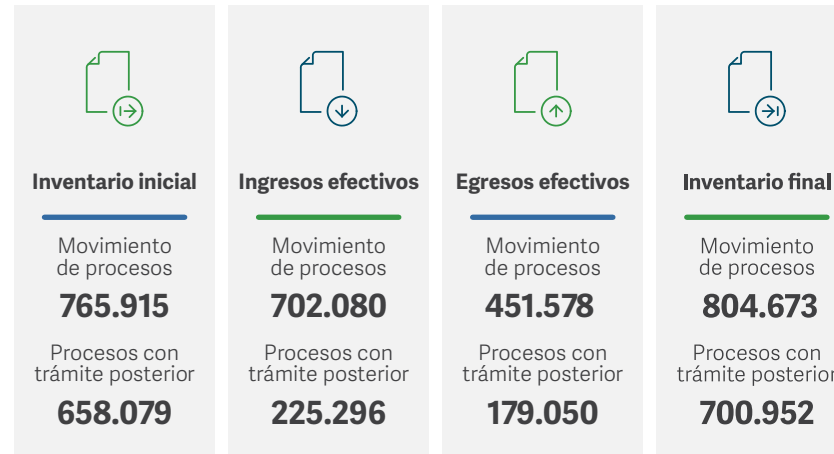 Inventario inicial
Movimiento
de procesos
765.915
Procesos con
trámite posterior
658.079
Ingresos efectivos
Movimiento
de procesos
702.080
Procesos con
trámite posterior
225.296
Egresos efectivos
Movimiento
de procesos
451.578
Procesos con
trámite posterior
179.050
Inventario final
Movimiento
de procesos
804.673
Procesos con
trámite posterior
700.952